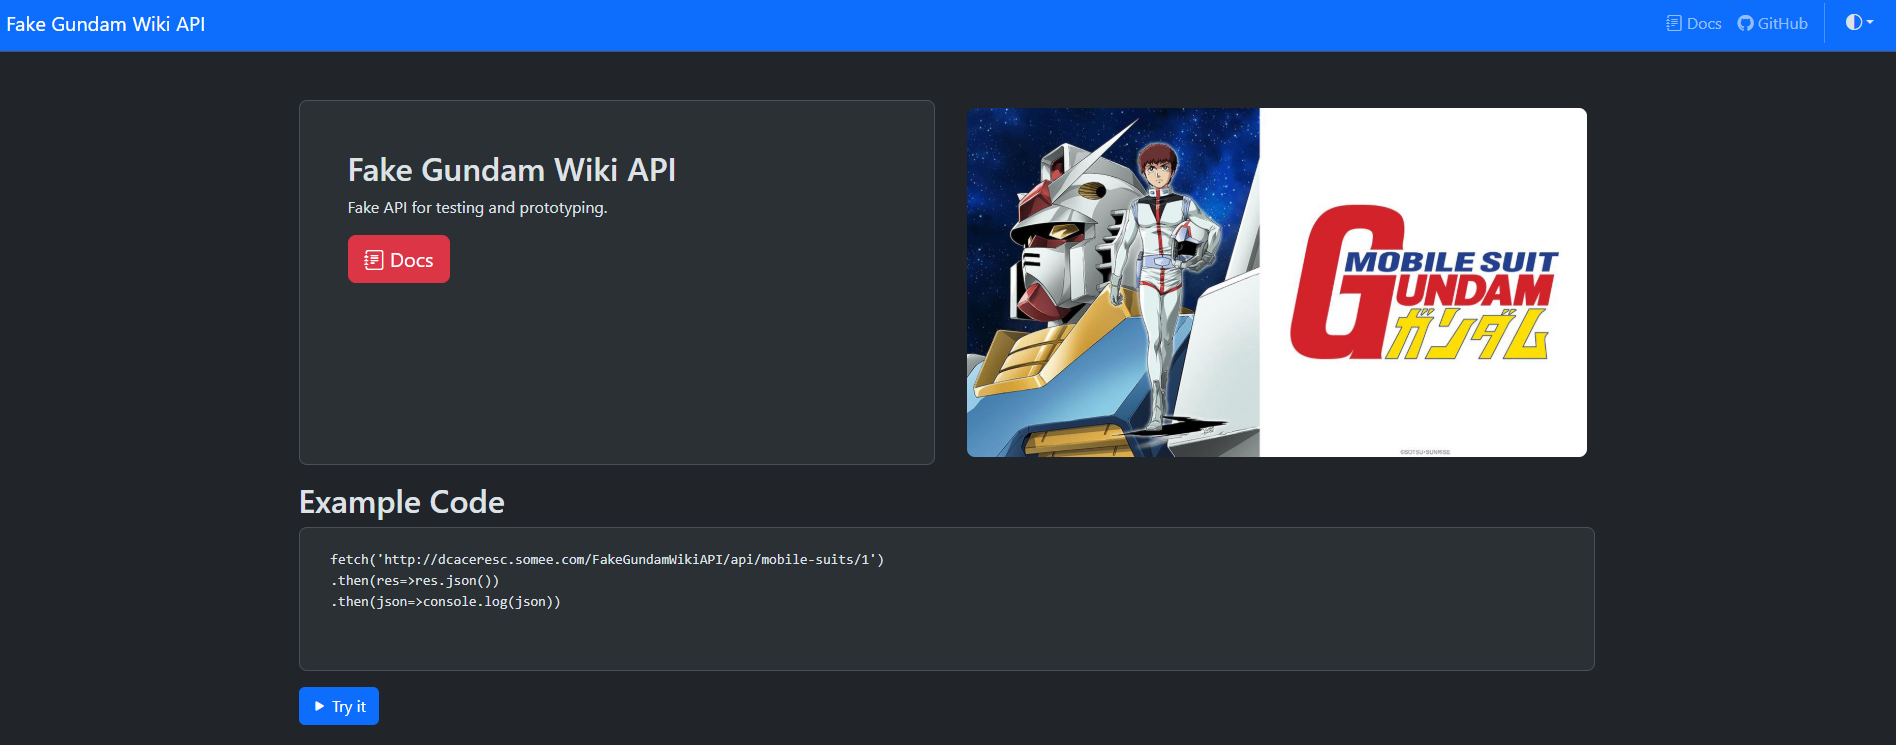 Fake Gundam Wiki API
Docs
GitHub
Fake Gundam Wiki API
Fake API for testing and prototyping.
Docs
MOBILE SUIT
GUNDAM
ガンダム
©SOTSU・SUNRISE
Example Code
fetch('http://dcaceresc.somee.com/FakeGundamWikiAPI/api/mobile-suits/1')
.then(res=>res.json())
.then(json=>console.log(json))
Try it